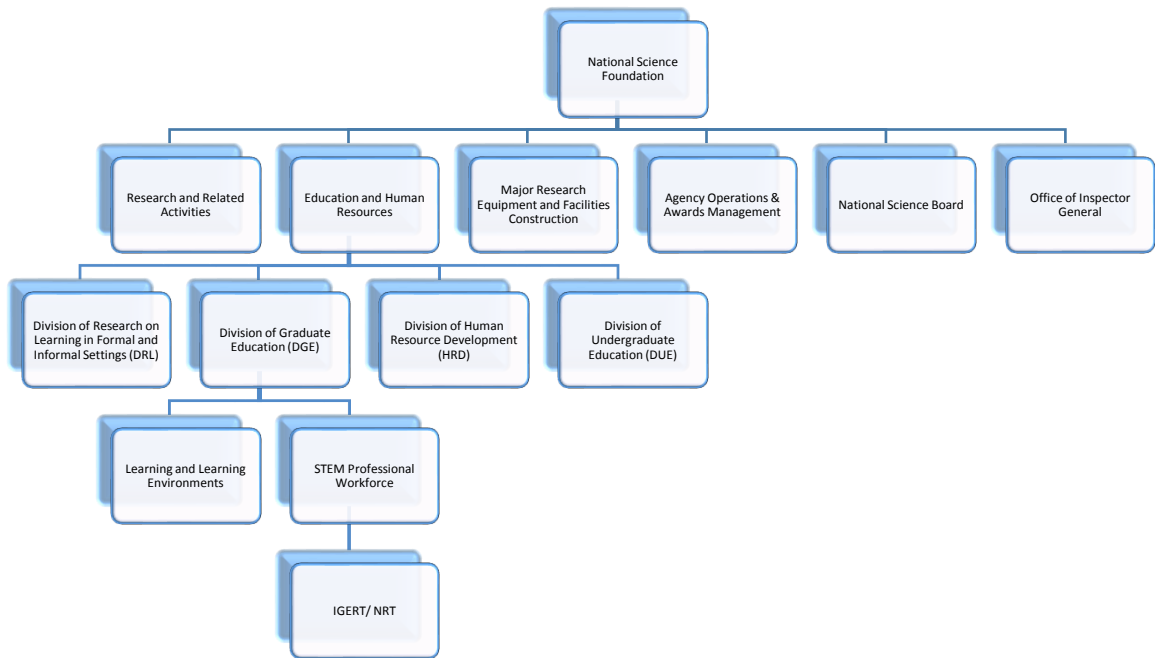 National Science
Foundation
Research and Related
Activities
Education and Human
Resources
Major Research
Equipment and Facilities
Construction
Agency Operations &
Awards Management
National Science Board
Office of Inspector
General
Division of Research on
Learning in Formal and
Informal Settings (DRL)
Division of Graduate
Education (DGE)
Division of Human
Resource Development
(HRD)
Division of
Undergraduate
Education (DUE)
Learning and Learning
Environments
STEM Professional
Workforce
IGERT/ NRT